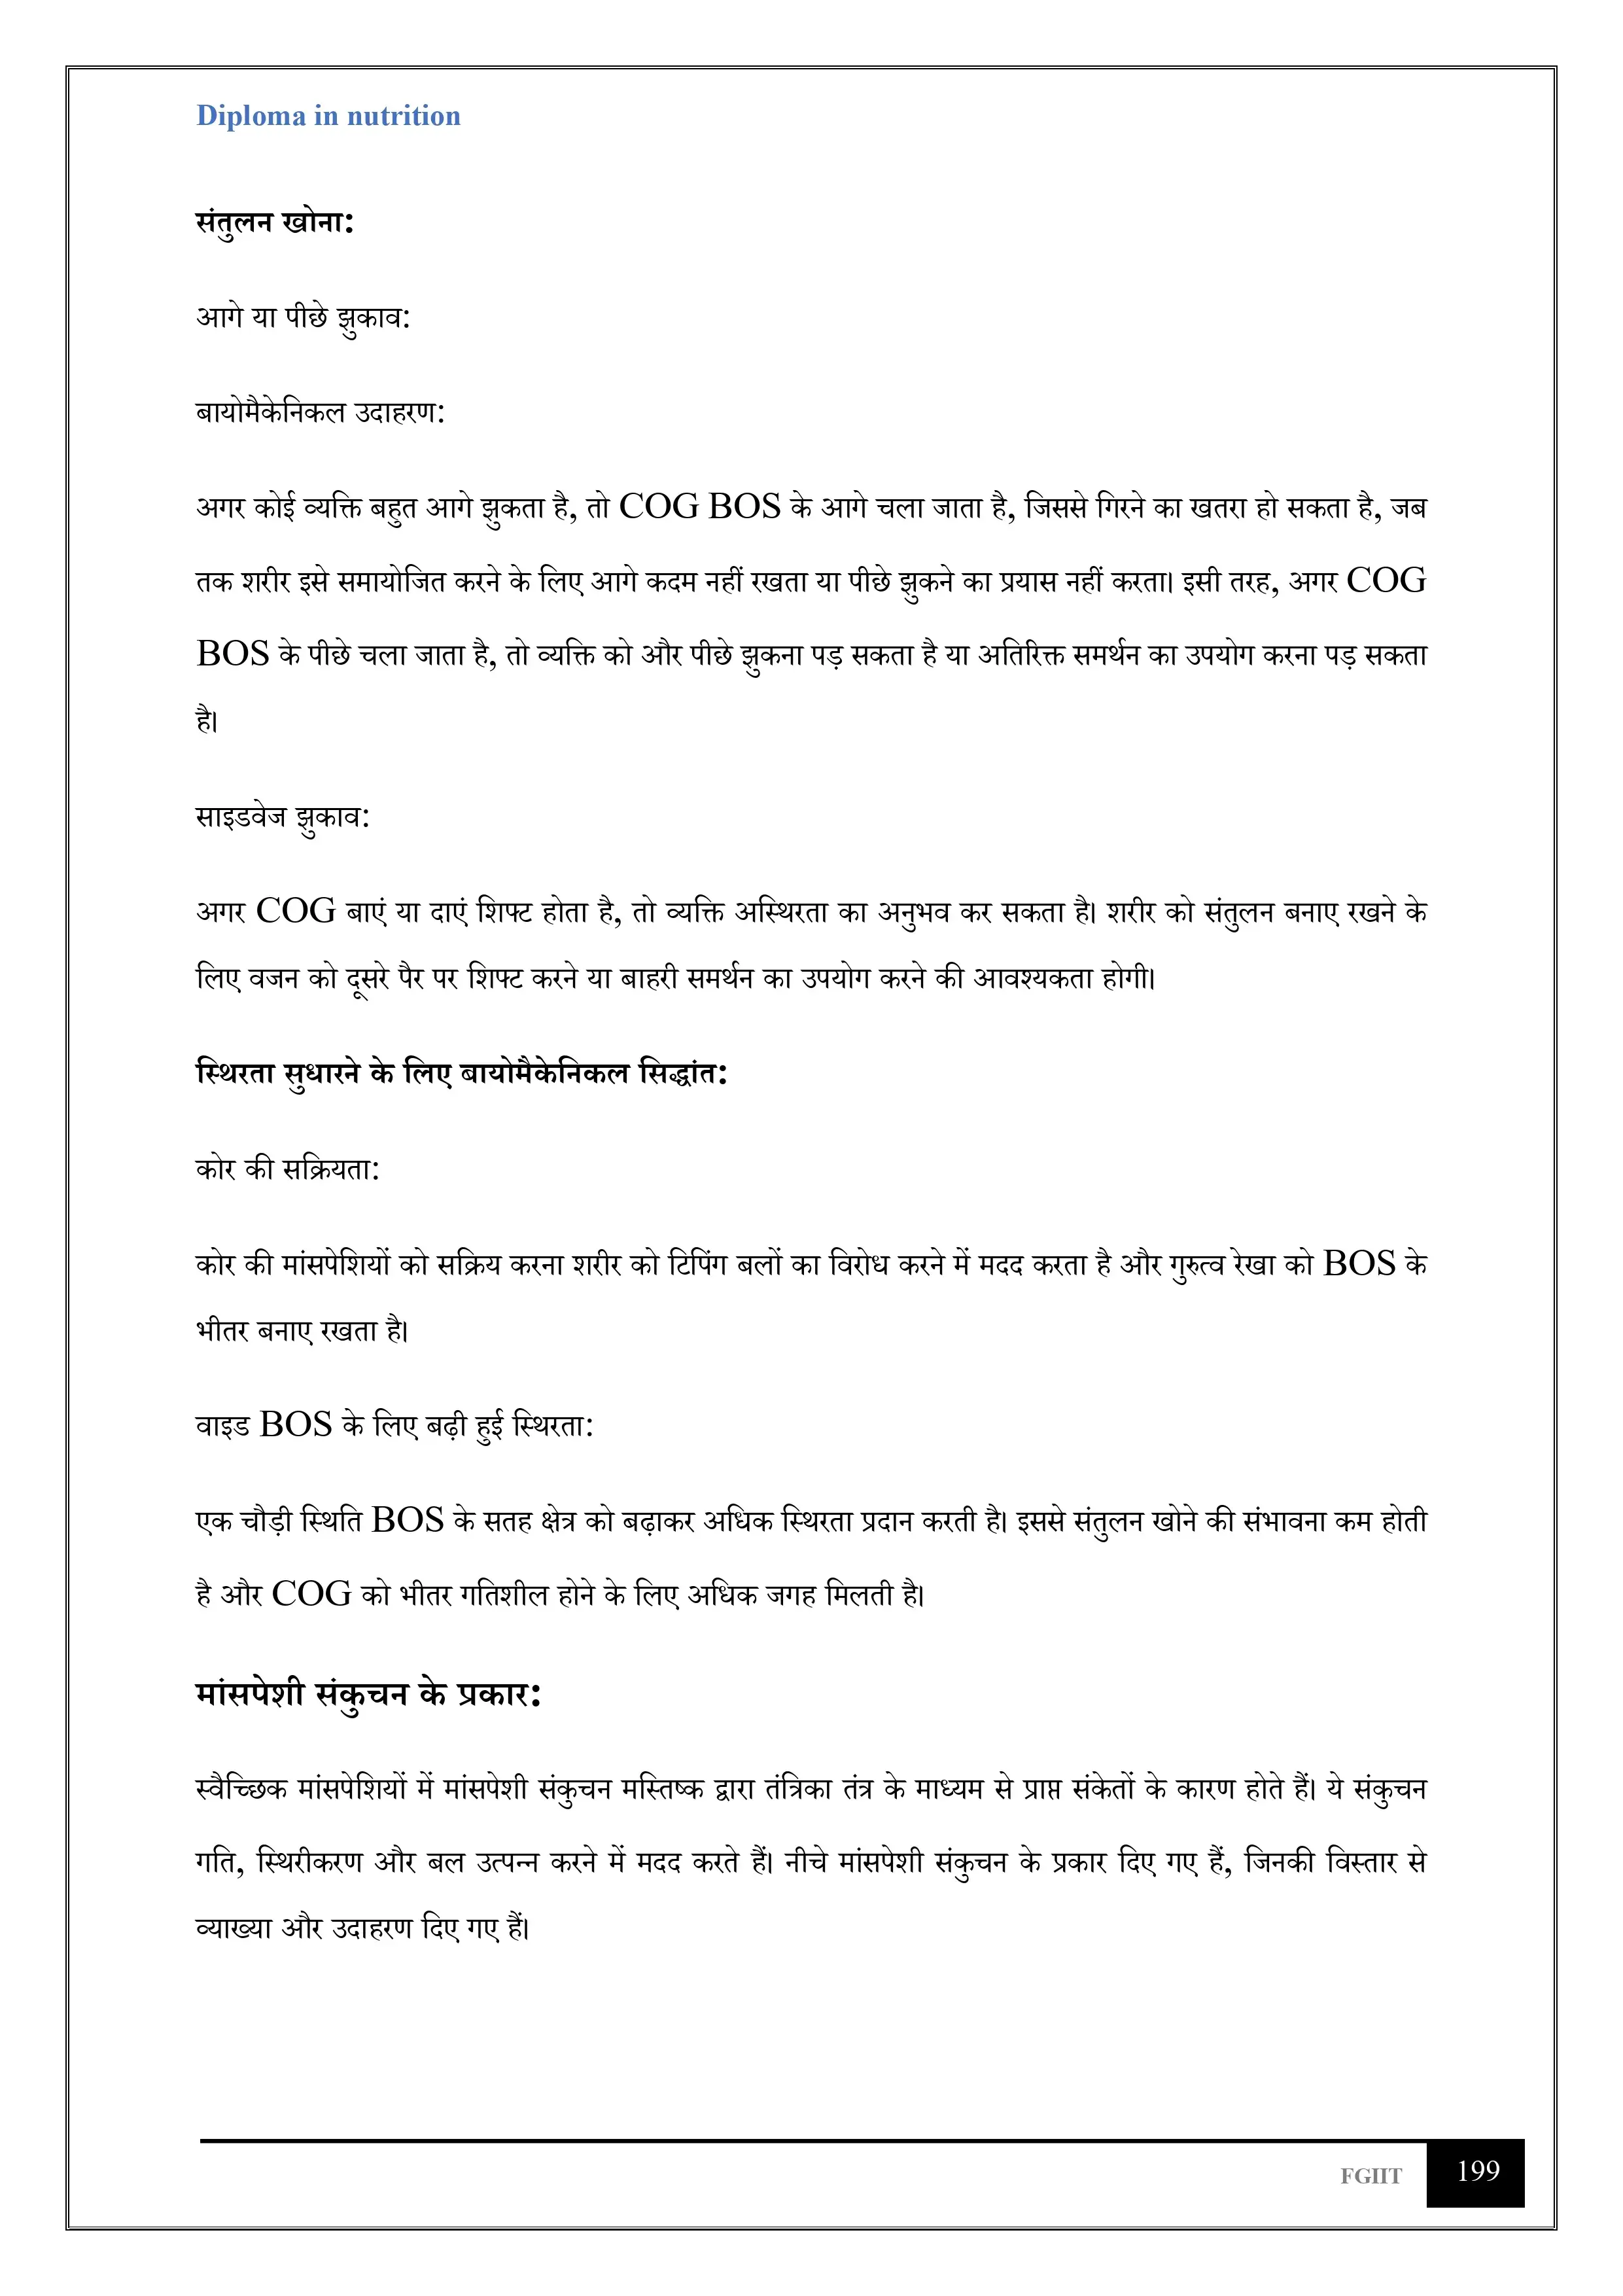 Diploma in nutrition
संतुलन खोना:
आगे या पीछे झुकाव:
बायोमैकेनिकल उदाहरण:
अगर कोई व्यक्ति बहुत आगे झुकता है, तो COG BOS के आगे चला जाता है, जिससे गिरने का खतरा हो सकता है, जब
तक शरीर इसे समायोजित करने के लिए आगे कदम नहीं रखता या पीछे झुकने का प्रयास नहीं करता। इसी तरह, अगर COG
BOS के पीछे चला जाता है, तो व्यक्ति को और पीछे झुकना पड़ सकता है या अतिरिक्त समर्थन का उपयोग करना पड़ सकता
है।
साइडवेज झुकाव:
अगर COG बाएं या दाएं शिफ्ट होता है, तो व्यक्ति अस्थिरता का अनुभव कर सकता है। शरीर को संतुलन बनाए रखने के
लिए वजन को दूसरे पैर पर शिफ्ट करने या बाहरी समर्थन का उपयोग करने की आवश्यकता होगी।
स्थिरता सुधारने के लिए बायोमैकेनिकल सिद्धांत:
कोर की सक्रियता:
कोर की मांसपेशियों को सक्रिय करना शरीर को टिपिंग बलों का विरोध करने में मदद करता है और गुरुत्व रेखा को BOS के
भीतर बनाए रखता है।
वाइड BOS के लिए बढ़ी हुई स्थिरता:
एक चौड़ी स्थिति BOS के सतह क्षेत्र को बढ़ाकर अधिक स्थिरता प्रदान करती है। इससे संतुलन खोने की संभावना कम होती
है और COG को भीतर गतिशील होने के लिए अधिक जगह मिलती है।
मांसपेशी संकुचन के प्रकार:
स्वैच्छिक मांसपेशियों में मांसपेशी संकुचन मस्तिष्क द्वारा तंत्रिका तंत्र के माध्यम से प्राप्त संकेतों के कारण होते हैं। ये संकुचन
गति, स्थिरीकरण और बल उत्पन्न करने में मदद करते हैं। नीचे मांसपेशी संकुचन के प्रकार दिए गए हैं, जिनकी विस्तार से
व्याख्या और उदाहरण दिए गए हैं।
FGIIT 199